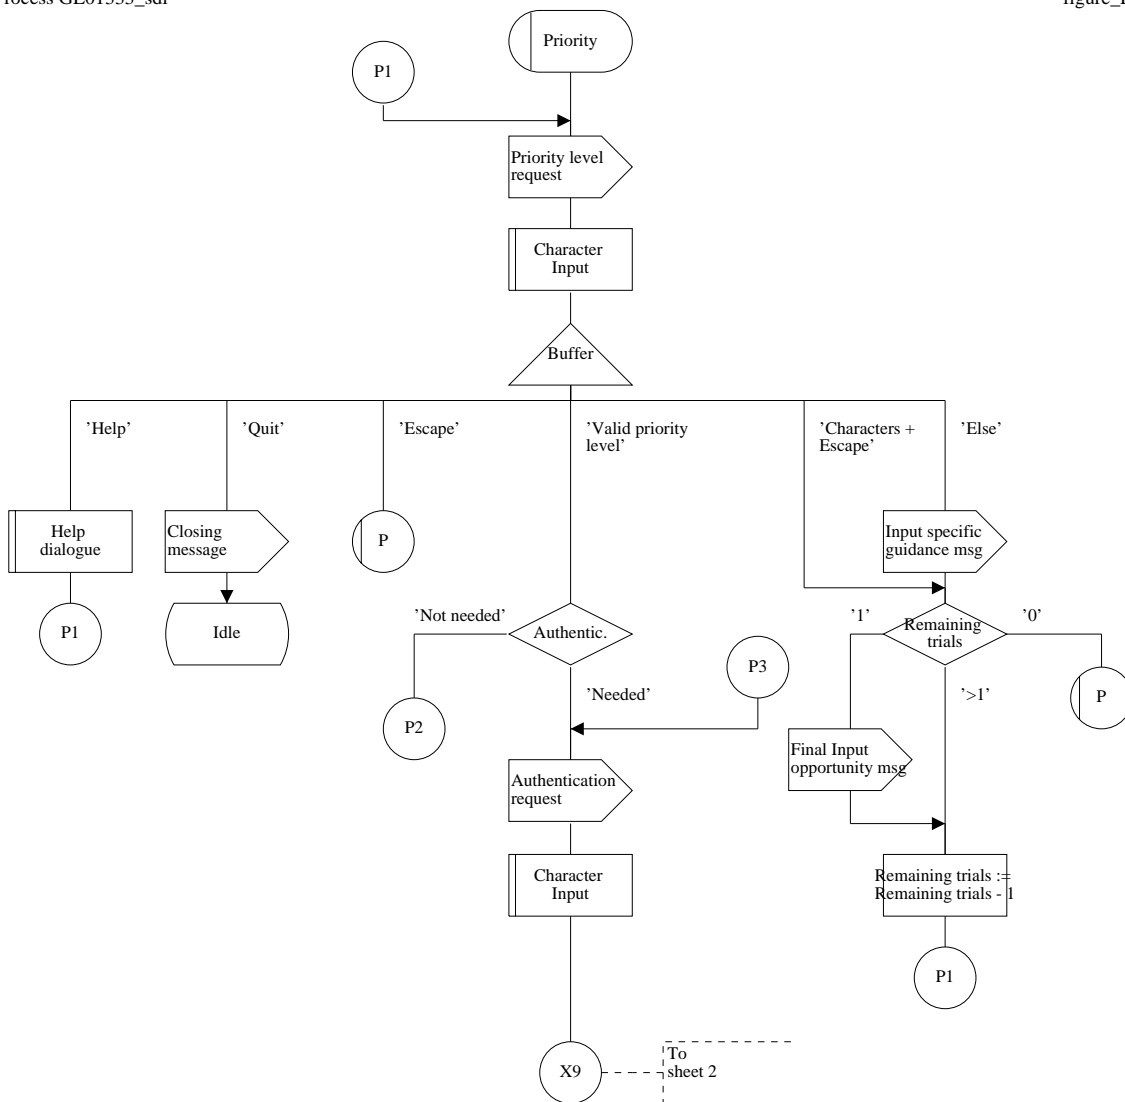 Priority
P1
Priority level
request
Character
Input
Buffer
'Help'
'Quit'
'Escape'
'Valid priority
level'
'Characters +
Escape'
'Else'
Help
dialogue
Closing
message
P
Input specific
guidance msg
P1
Idle
'Not needed'
Authentic.
'1'
Remaining
trials
'0'
P3
'Needed'
'>1'
P
P2
Final Input
opportunity msg
Authentication
request
Character
Input
Remaining trials :=
Remaining trials - 1
P1
X9
To
sheet 2